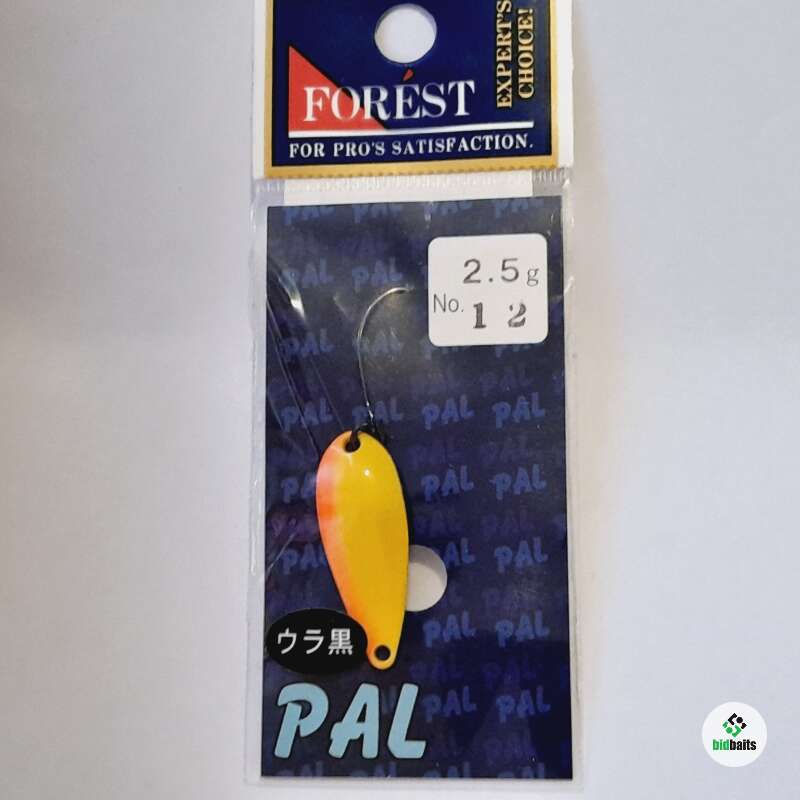 EXPERT'S
CHOICE!
FORÉST
FOR PRO'S SATISFACTION.
2.5g
No. 12
ウラ黒
PAL
bidbaits